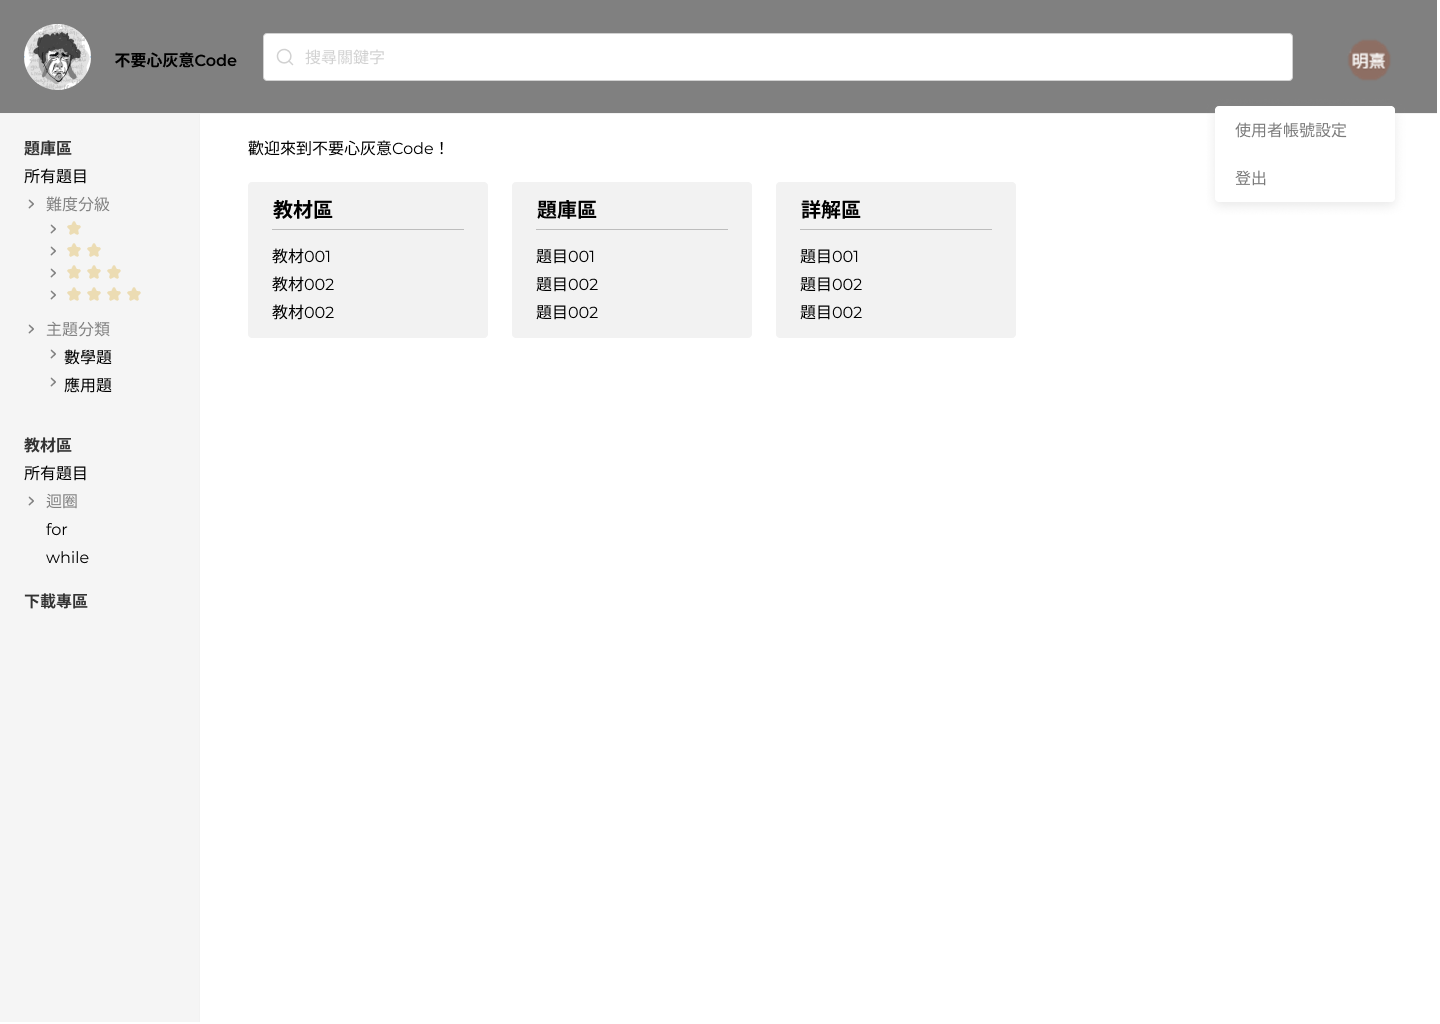 不要心灰意Code
搜尋關鍵字
明熹
使用者帳號設定
登出
題庫區
所有題目
難度分級
主題分類
數學題
應用題
教材區
所有題目
迴圈
for
while
下載專區
歡迎來到不要心灰意Code！
教材區
教材001
教材002
教材002
題庫區
題目001
題目002
題目002
詳解區
題目001
題目002
題目002